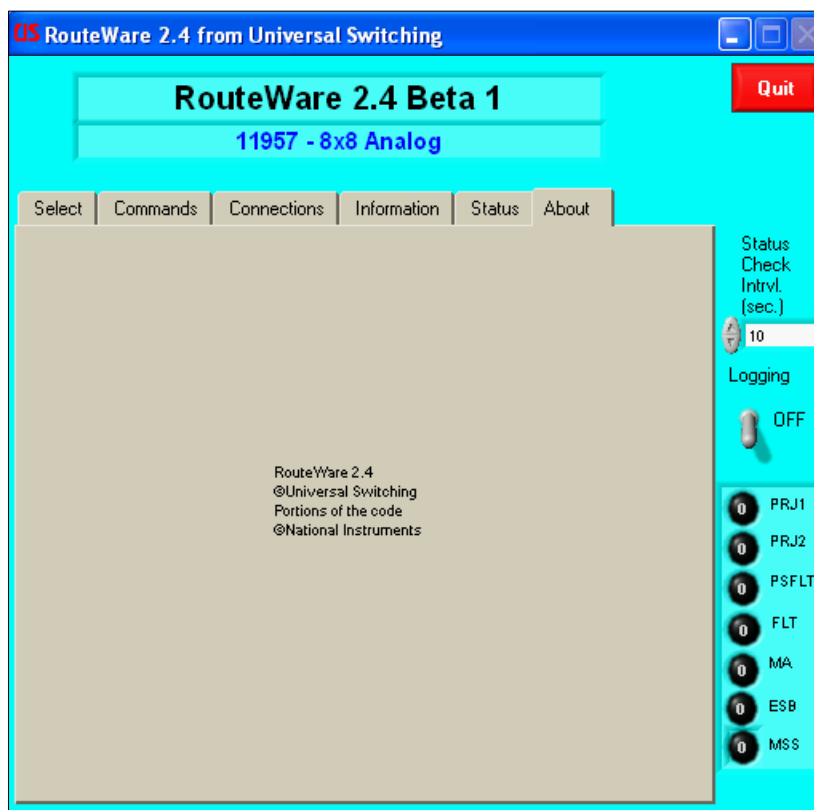 US RouteWare 2.4 from Universal Switching
RouteWare 2.4 Beta 1
Quit
11957 - 8x8 Analog
Select Commands Connections Information Status About
Status
Check
Intrvl.
(sec.)
10
Logging
OFF
RouteWare 2.4
©Universal Switching
Portions of the code
©National Instruments
0 PRJ1
0 PRJ2
0 PSFLT
0 FLT
0 MA
0 ESB
0 MSS